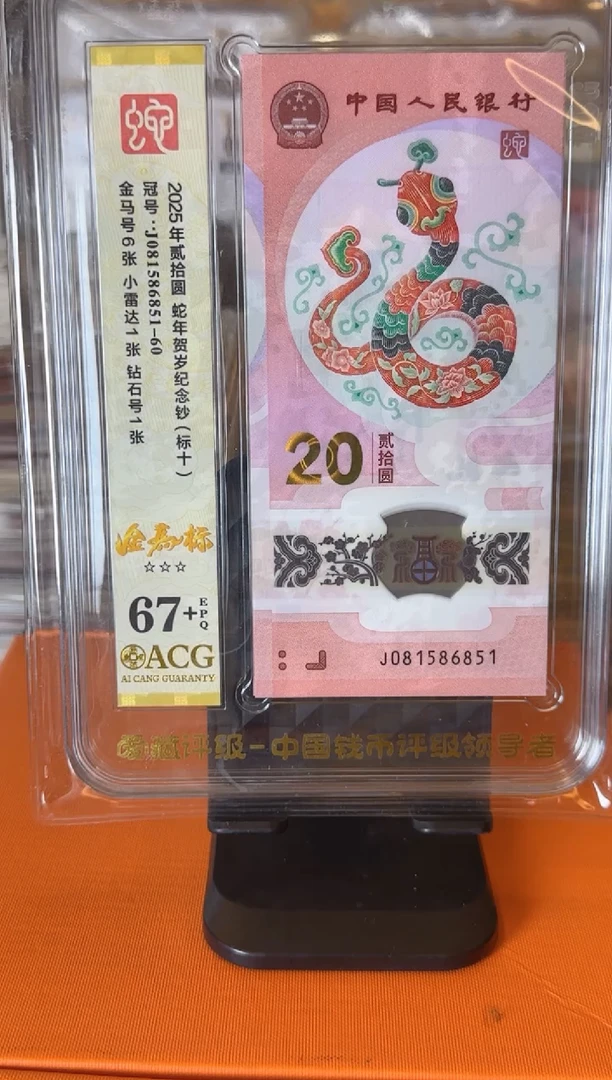 蛇
2025年贰拾圆 蛇年贺岁纪念钞(标十)
冠号:J081586851-60
金马号6张 小雷达1张 钻石号1张
金马标
☆☆☆
67+EPQ
ACG
AI CANG GUARANTY
中国人民银行
蛇
20 贰拾圆
J081586851
爱藏评级-中国钱币评级领导者